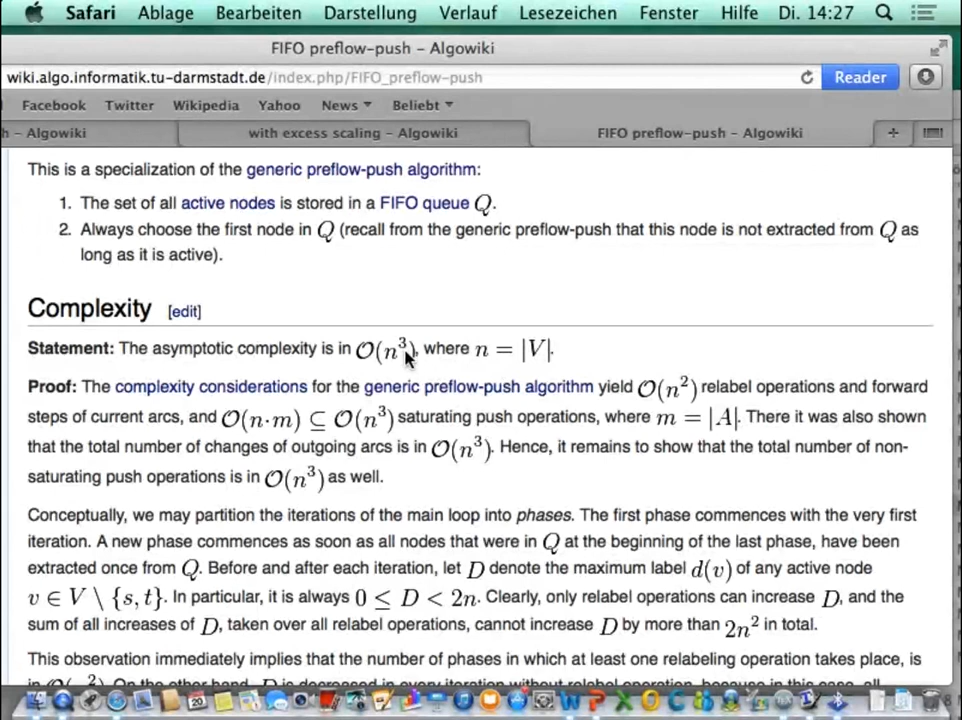 Safari Ablage Bearbeiten Darstellung Verlauf Lesezeichen Fenster Hilfe Di. 14:27
FIFO preflow-push – Algowiki
wiki.algo.informatik.tu-darmstadt.de/index.php/FIFO_preflow-push Reader
Facebook Twitter Wikipedia Yahoo News ▾ Beliebt ▾
h – Algowiki with excess scaling – Algowiki FIFO preflow-push – Algowiki +
This is a specialization of the generic preflow-push algorithm:
1. The set of all active nodes is stored in a FIFO queue Q.
2. Always choose the first node in Q (recall from the generic preflow-push that this node is not extracted from Q as
long as it is active).
Complexity [edit]
Statement: The asymptotic complexity is in O(n³), where n = |V|.
Proof: The complexity considerations for the generic preflow-push algorithm yield O(n²) relabel operations and forward
steps of current arcs, and O(n·m) ⊆ O(n³) saturating push operations, where m = |A|. There it was also shown
that the total number of changes of outgoing arcs is in O(n³). Hence, it remains to show that the total number of non-
saturating push operations is in O(n³) as well.
Conceptually, we may partition the iterations of the main loop into phases. The first phase commences with the very first
iteration. A new phase commences as soon as all nodes that were in Q at the beginning of the last phase, have been
extracted once from Q. Before and after each iteration, let D denote the maximum label d(v) of any active node
v ∈ V \ {s, t}. In particular, it is always 0 ≤ D < 2n. Clearly, only relabel operations can increase D, and the
sum of all increases of D, taken over all relabel operations, cannot increase D by more than 2n² in total.
This observation immediately implies that the number of phases in which at least one relabeling operation takes place, is